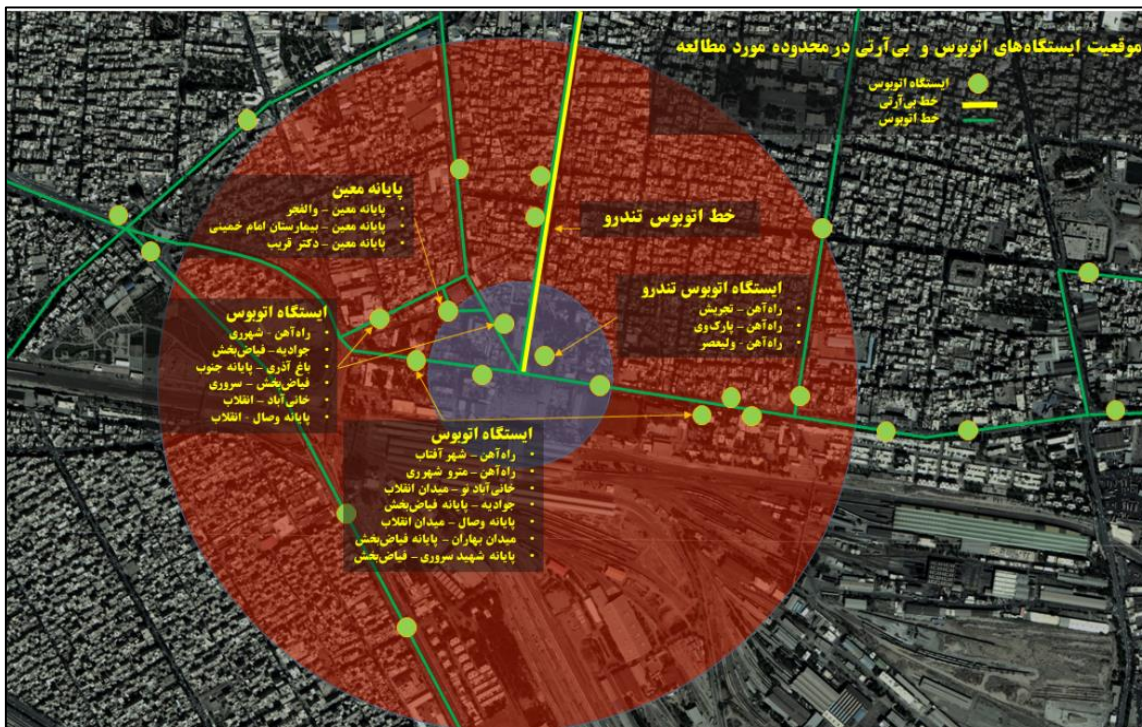 موقعیت ایستگاه‌های اتوبوس و بی‌آرتی در محدوده مورد مطالعه
ایستگاه اتوبوس
خط بی‌آرتی
خط اتوبوس
پایانه معین
• پایانه معین - والفجر
• پایانه معین - بیمارستان امام خمینی
• پایانه معین - دکتر قریب
خط اتوبوس تندرو
ایستگاه اتوبوس تندرو
• راه‌آهن - تجریش
• راه‌آهن - پارک‌وی
• راه‌آهن - ولیعصر
ایستگاه اتوبوس
• راه‌آهن - شهرری
• جوادیه - فیاض‌بخش
• باغ آذری - پایانه جنوب
• فیاض‌بخش - سروری
• خانی‌آباد - انقلاب
• پایانه وصال - انقلاب
ایستگاه اتوبوس
• راه‌آهن - شهر آفتاب
• راه‌آهن - مترو شهرری
• خانی‌آباد نو - میدان انقلاب
• جوادیه - پایانه فیاض‌بخش
• پایانه وصال - میدان انقلاب
• میدان بهاران - پایانه فیاض‌بخش
• پایانه شهید سروری - فیاض‌بخش